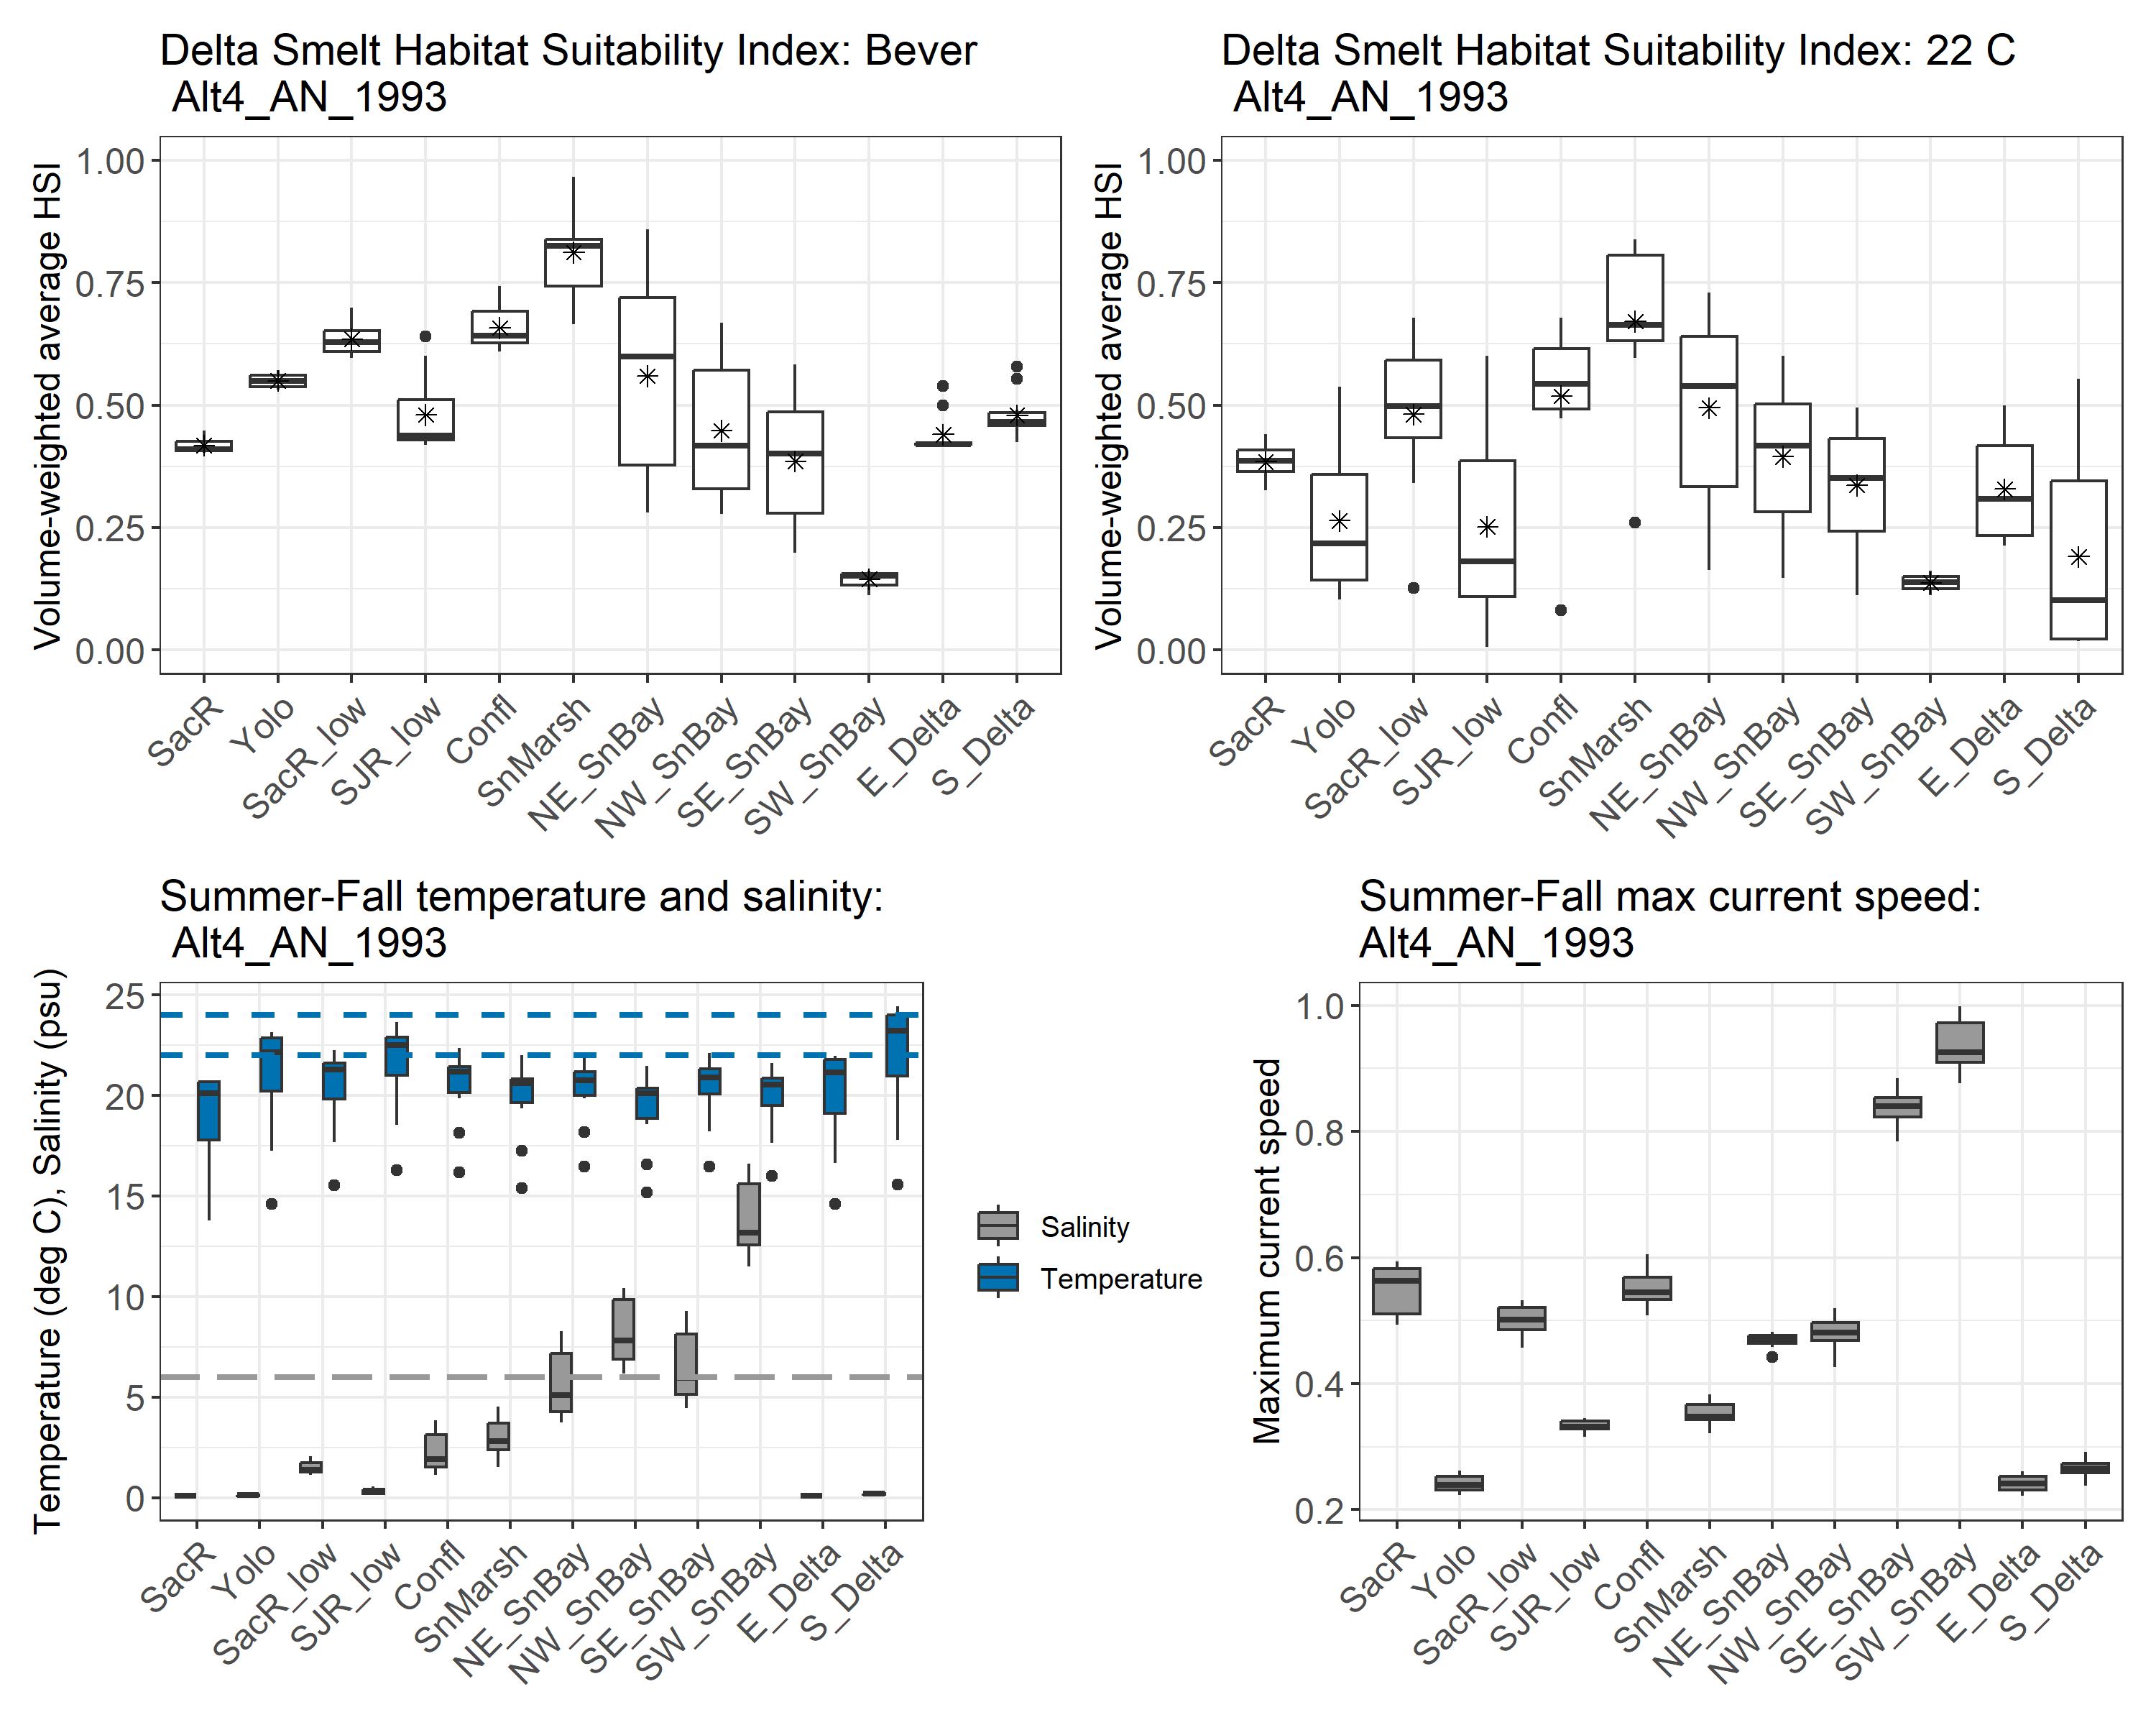 Delta Smelt Habitat Suitability Index: Bever
Alt4_AN_1993
Volume-weighted average HSI
1.00
0.75
0.50
0.25
0.00
SacR
Yolo
SacR_low
SJR_low
Confl
SnMarsh
NE_SnBay
NW_SnBay
SE_SnBay
SW_SnBay
E_Delta
S_Delta
Delta Smelt Habitat Suitability Index: 22 C
Alt4_AN_1993
Volume-weighted average HSI
1.00
0.75
0.50
0.25
0.00
SacR
Yolo
SacR_low
SJR_low
Confl
SnMarsh
NE_SnBay
NW_SnBay
SE_SnBay
SW_SnBay
E_Delta
S_Delta
Summer-Fall temperature and salinity:
Alt4_AN_1993
Temperature (deg C), Salinity (psu)
25
20
15
10
5
0
SacR
Yolo
SacR_low
SJR_low
Confl
SnMarsh
NE_SnBay
NW_SnBay
SE_SnBay
SW_SnBay
E_Delta
S_Delta
Salinity
Temperature
Summer-Fall max current speed:
Alt4_AN_1993
Maximum current speed
1.0
0.8
0.6
0.4
0.2
SacR
Yolo
SacR_low
SJR_low
Confl
SnMarsh
NE_SnBay
NW_SnBay
SE_SnBay
SW_SnBay
E_Delta
S_Delta